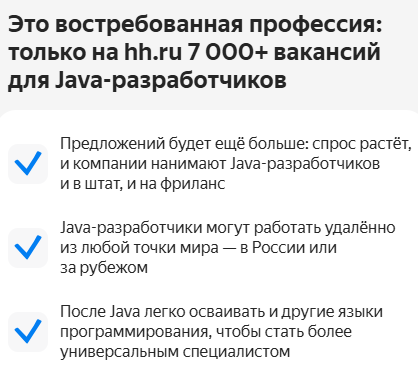 Это востребованная профессия:
только на hh.ru 7 000+ вакансий
для Java-разработчиков
Предложений будет ещё больше: спрос растёт,
и компании нанимают Java-разработчиков
и в штат, и на фриланс
Java-разработчики могут работать удалённо
из любой точки мира — в России или
за рубежом
После Java легко осваивать и другие языки
программирования, чтобы стать более
универсальным специалистом